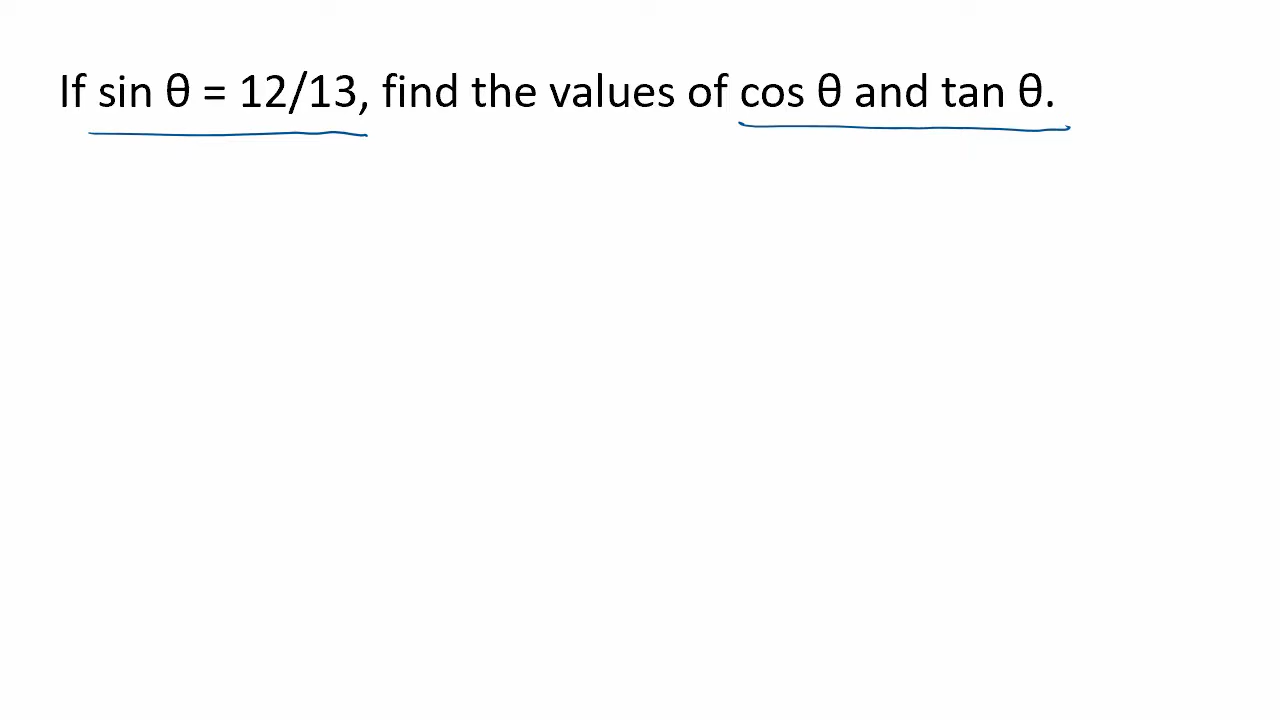 If sin θ = 12/13, find the values of cos θ and tan θ.